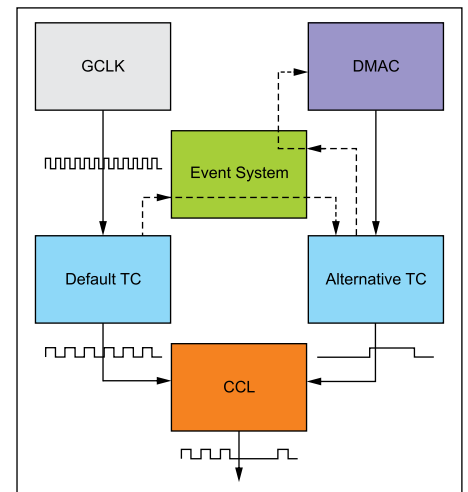 GCLK
DMAC
Event System
Default TC
Alternative TC
CCL